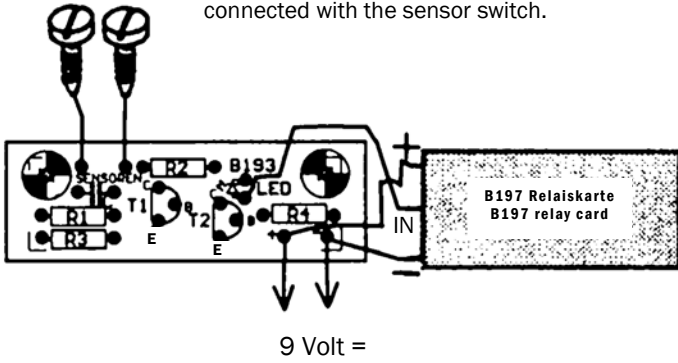 connected with the sensor switch.
SENSOREN
R2
B193
LED
C
C
R1
T1
B
T2
B
R4
R3
E
E
+
IN
−
B197 Relaiskarte
B197 relay card
+
-
9 Volt =